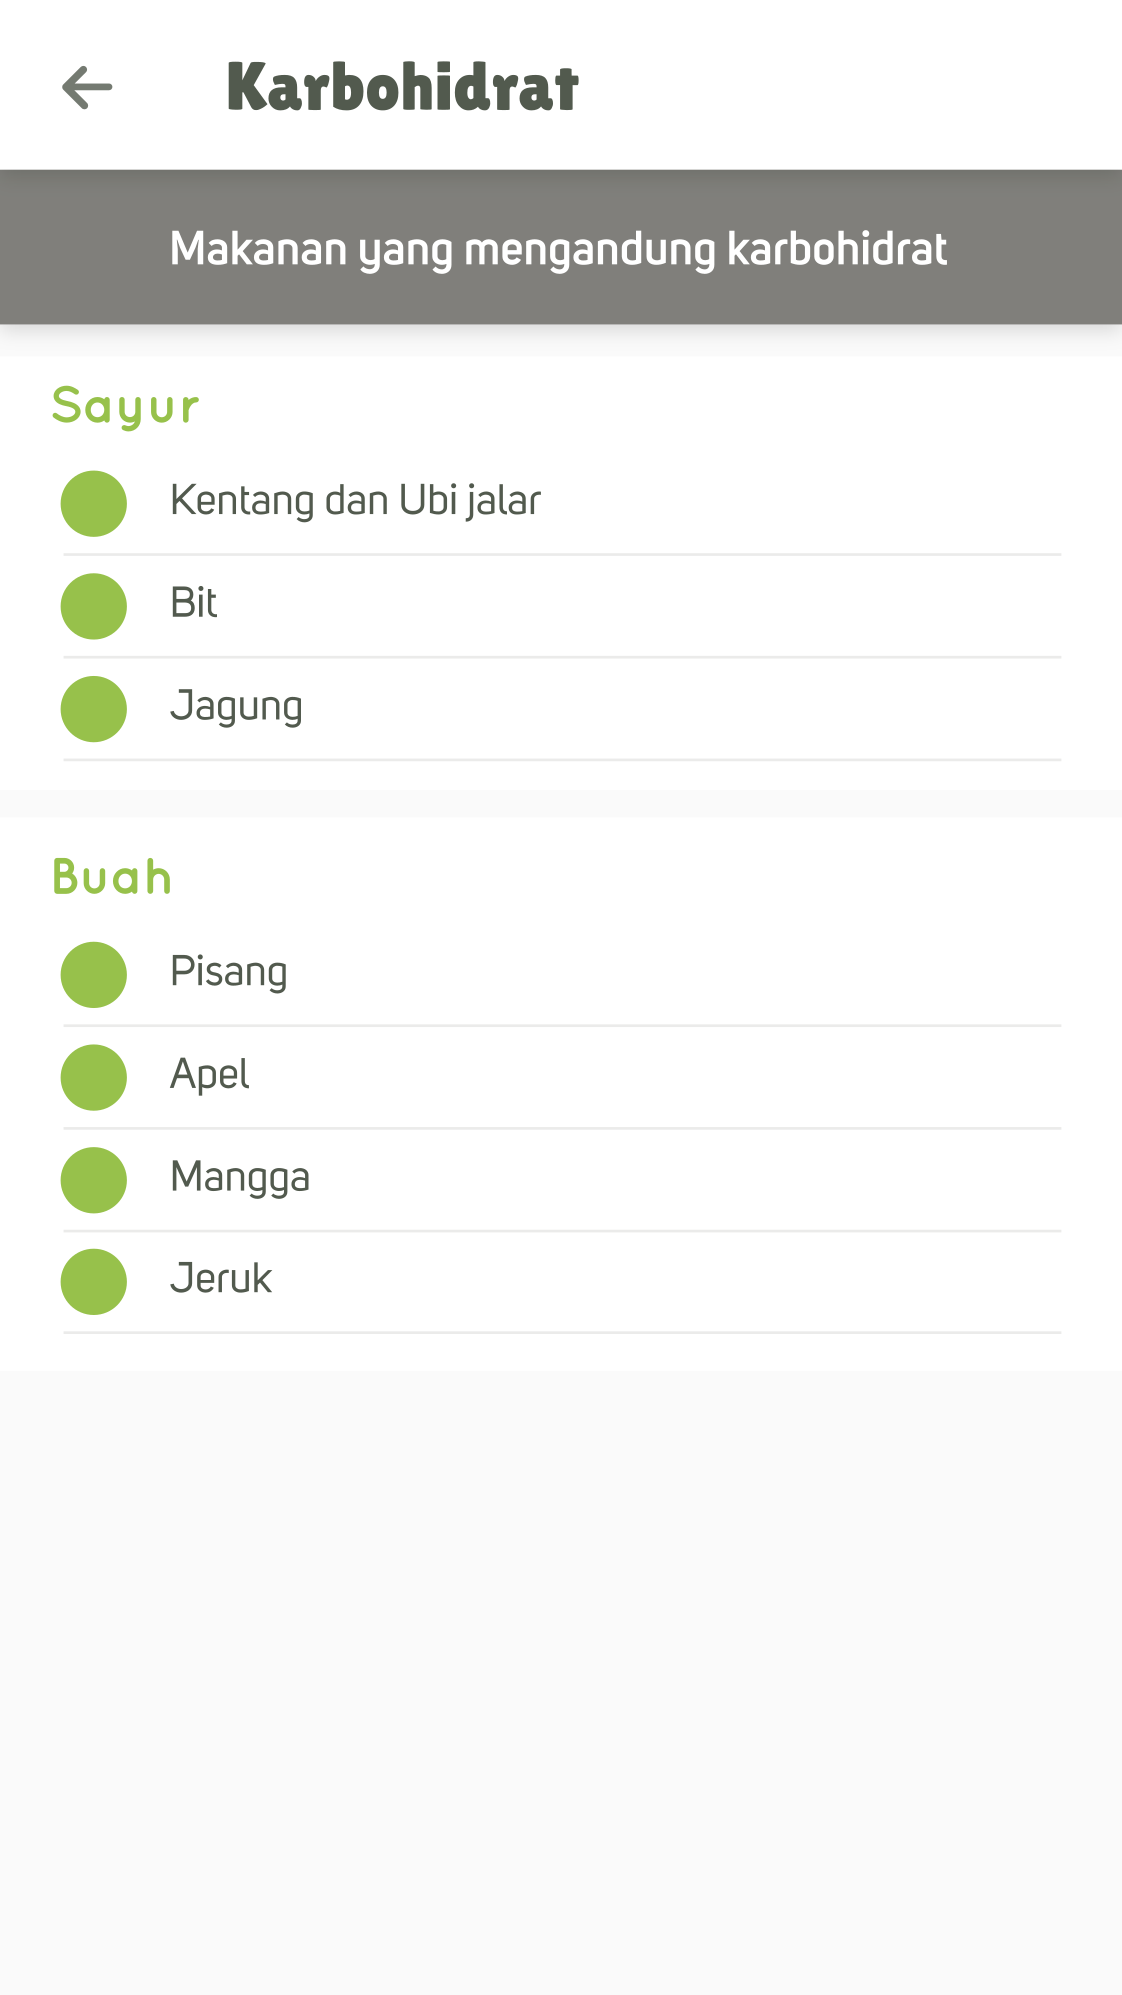 Karbohidrat
Makanan yang mengandung karbohidrat
Sayur
Kentang dan Ubi jalar
Bit
Jagung
Buah
Pisang
Apel
Mangga
Jeruk